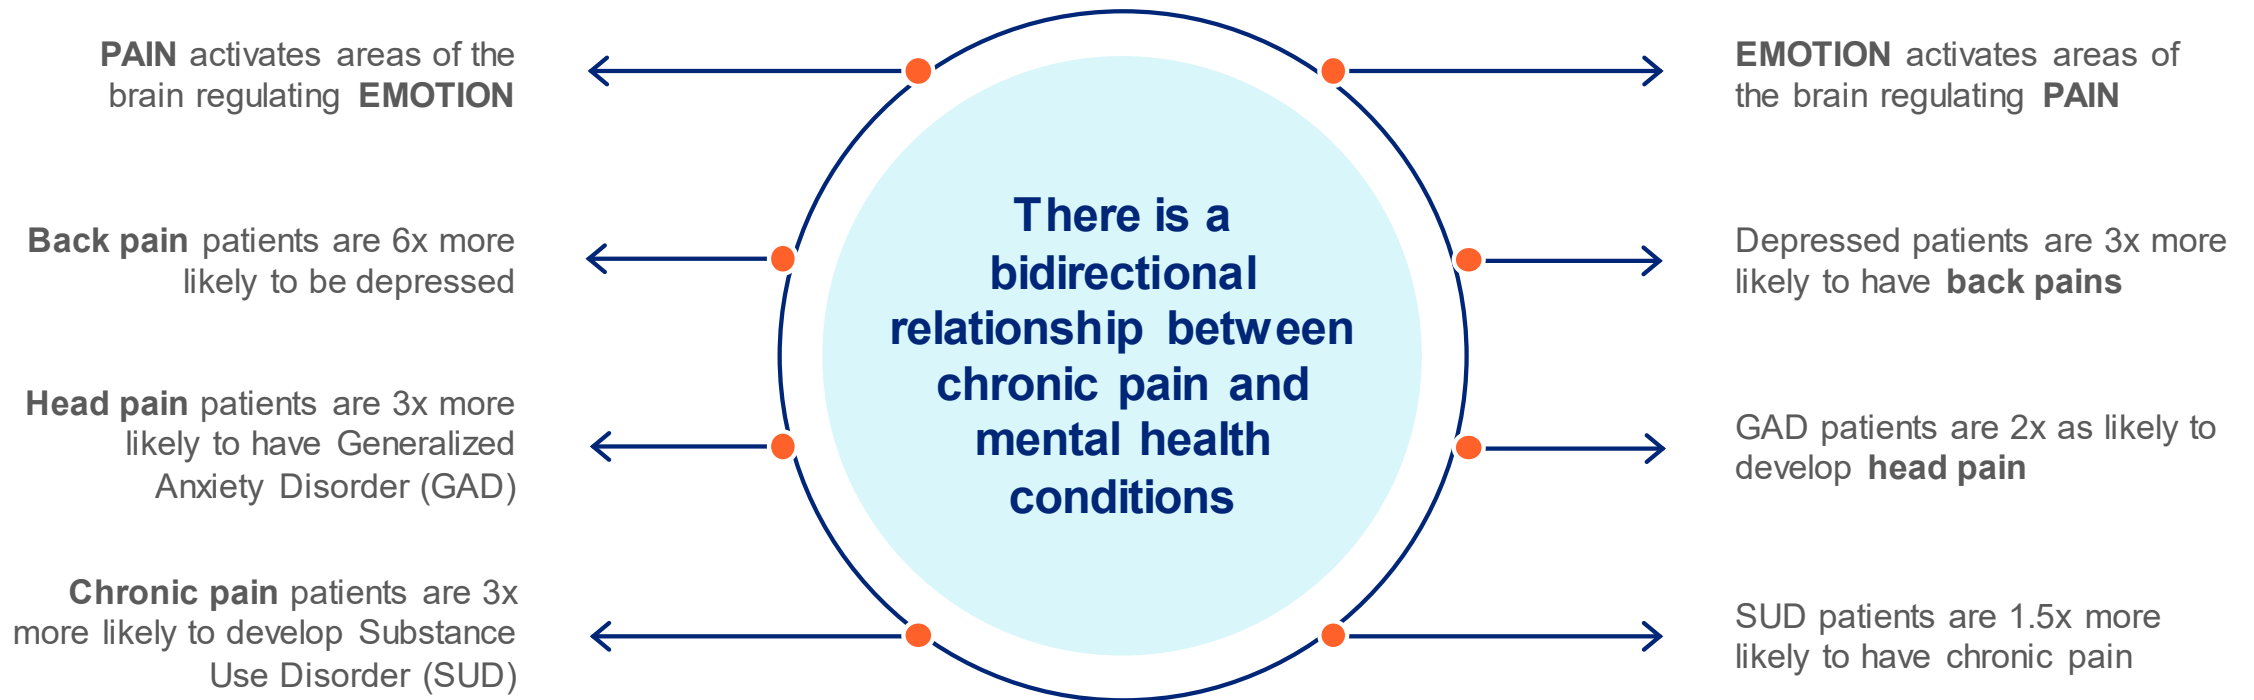 PAIN activates areas of the
brain regulating EMOTION
Back pain patients are 6x more
likely to be depressed
Head pain patients are 3x more
likely to have Generalized
Anxiety Disorder (GAD)
Chronic pain patients are 3x
more likely to develop Substance
Use Disorder (SUD)
There is a
bidirectional
relationship between
chronic pain and
mental health
conditions
EMOTION activates areas of
the brain regulating PAIN
Depressed patients are 3x more
likely to have back pains
GAD patients are 2x as likely to
develop head pain
SUD patients are 1.5x more
likely to have chronic pain